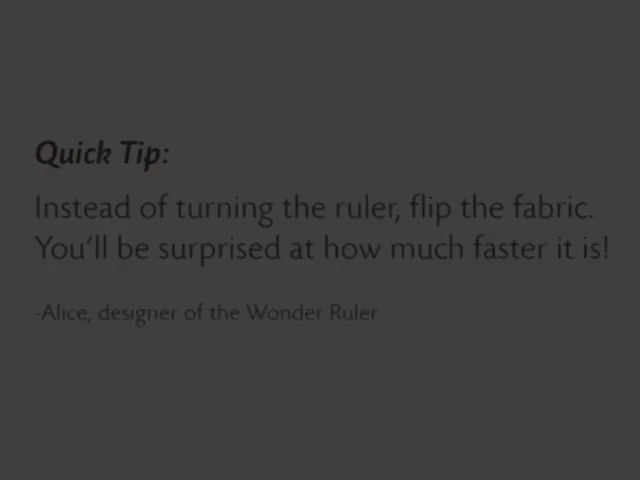 Quick Tip:
Instead of turning the ruler, flip the fabric.
You'll be surprised at how much faster it is!
-Alice, designer of the Wonder Ruler